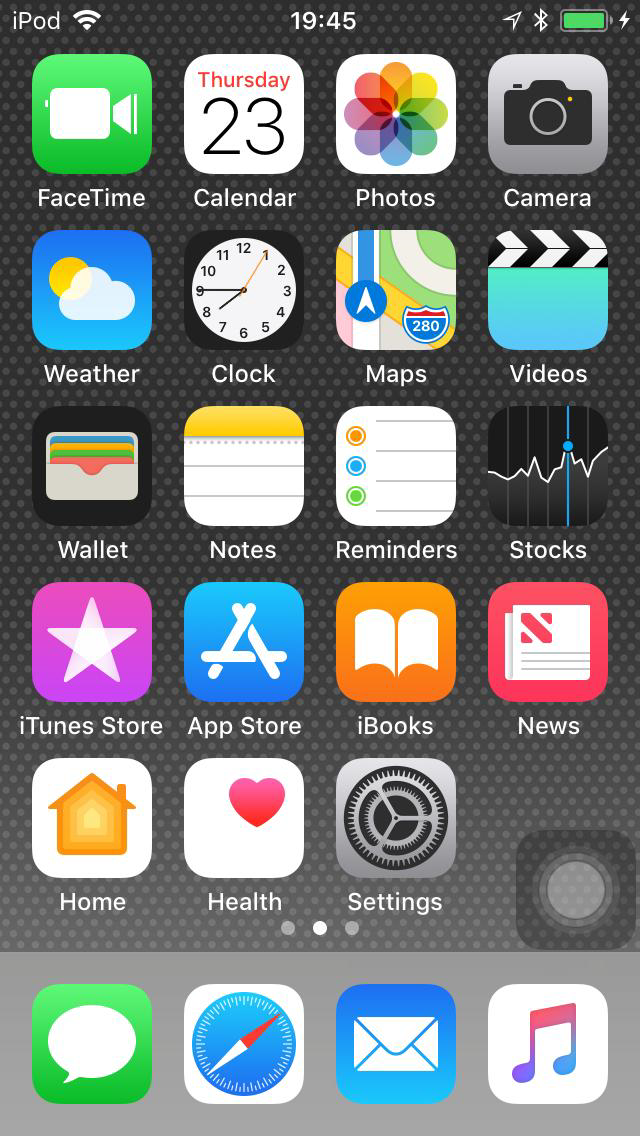 iPod 19:45
Thursday
23
FaceTime Calendar Photos Camera
12
11 1
10 2
9 3
8 4
7 5
6
280
Weather Clock Maps Videos
Wallet Notes Reminders Stocks
iTunes Store App Store iBooks News
Home Health Settings